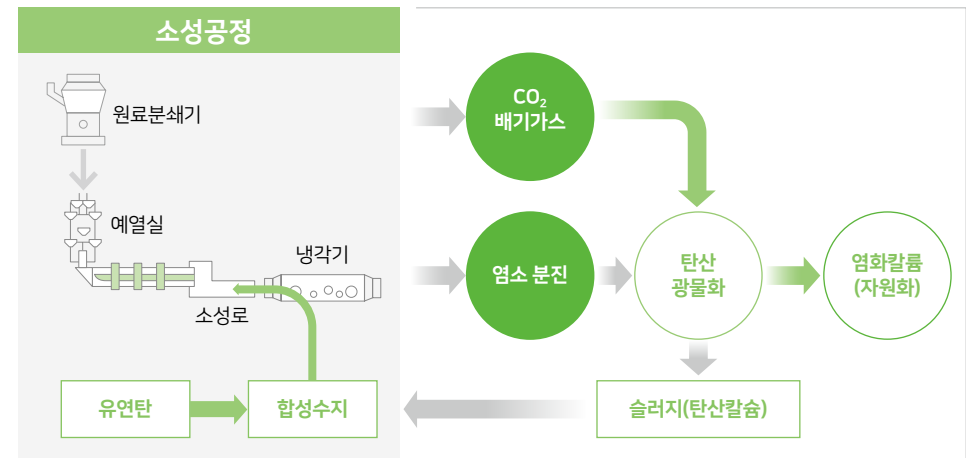 소성공정
원료분쇄기
예열실
냉각기
소성로
유연탄
합성수지
CO₂
배기가스
염소 분진
탄산
광물화
염화칼륨
(자원화)
슬러지(탄산칼슘)